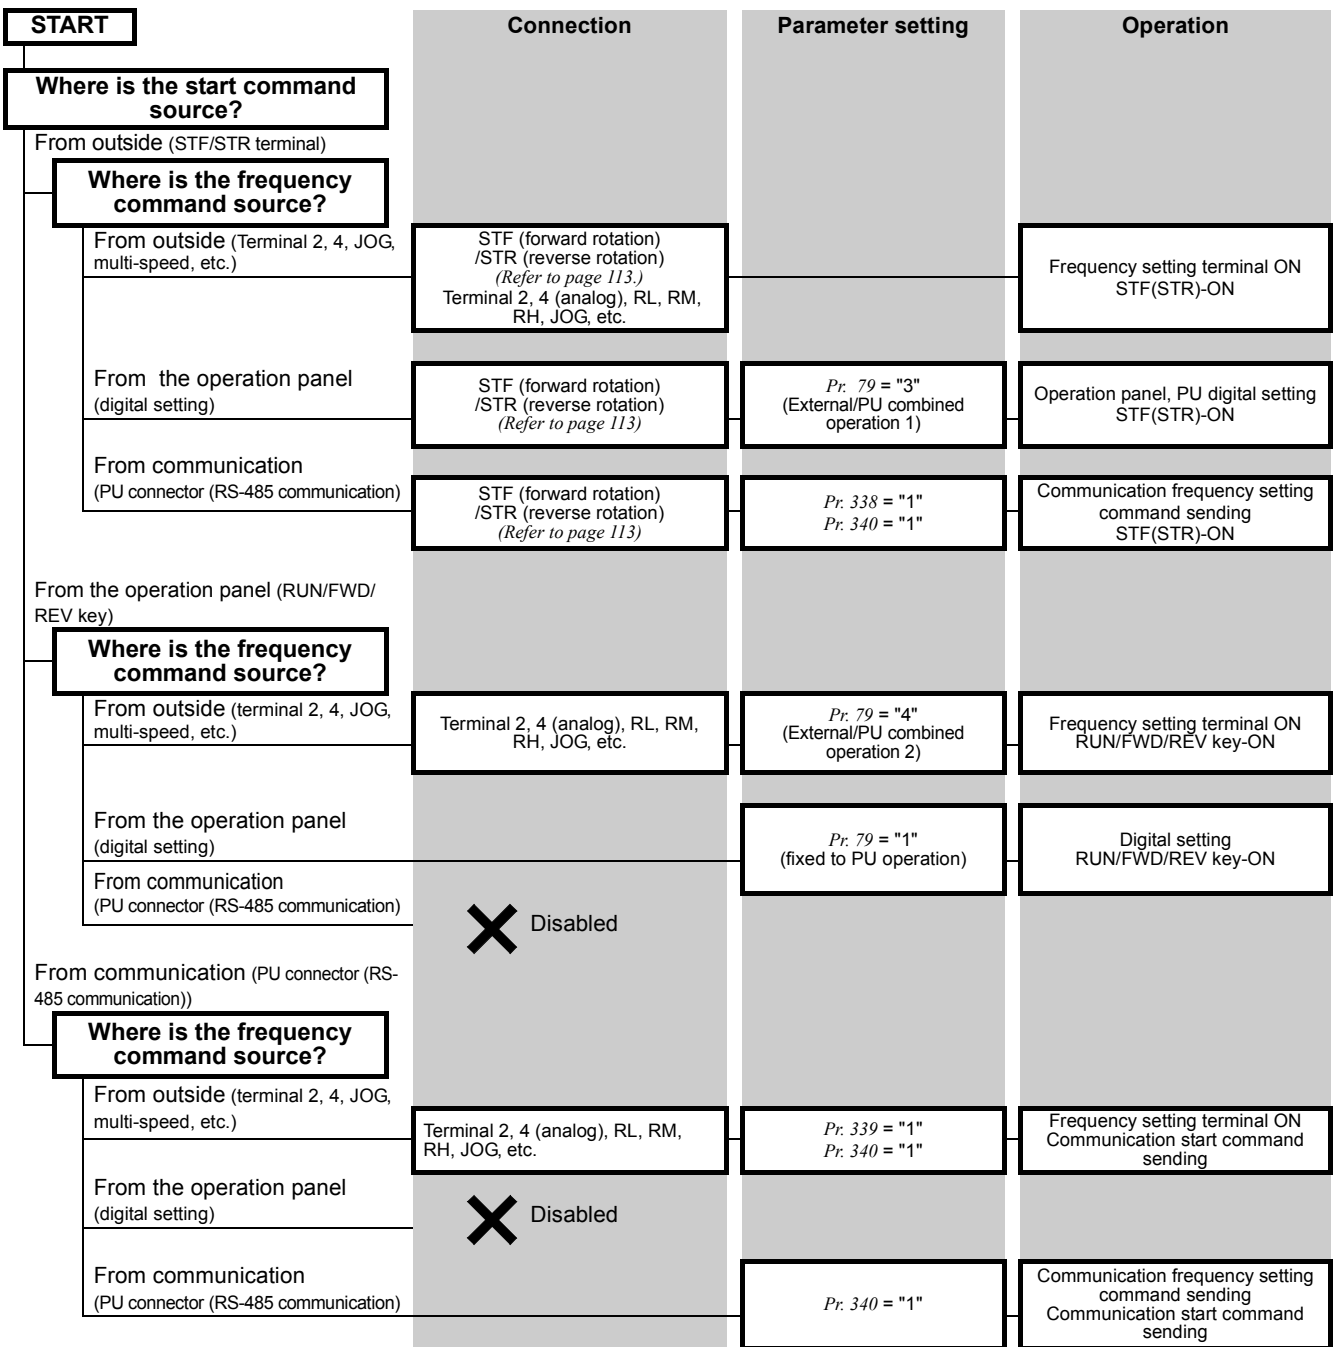 START
Connection
Parameter setting
Operation
Where is the start command
source?
From outside (STF/STR terminal)
Where is the frequency
command source?
From outside (Terminal 2, 4, JOG,
multi-speed, etc.)
STF (forward rotation)
/STR (reverse rotation)
(Refer to page 113.)
Terminal 2, 4 (analog), RL, RM,
RH, JOG, etc.
Frequency setting terminal ON
STF(STR)-ON
From the operation panel
(digital setting)
STF (forward rotation)
/STR (reverse rotation)
(Refer to page 113)
Pr. 79 = "3"
(External/PU combined
operation 1)
Operation panel, PU digital setting
STF(STR)-ON
From communication
(PU connector (RS-485 communication)
STF (forward rotation)
/STR (reverse rotation)
(Refer to page 113)
Pr. 338 = "1"
Pr. 340 = "1"
Communication frequency setting
command sending
STF(STR)-ON
From the operation panel (RUN/FWD/
REV key)
Where is the frequency
command source?
From outside (terminal 2, 4, JOG,
multi-speed, etc.)
Terminal 2, 4 (analog), RL, RM,
RH, JOG, etc.
Pr. 79 = "4"
(External/PU combined
operation 2)
Frequency setting terminal ON
RUN/FWD/REV key-ON
From the operation panel
(digital setting)
Pr. 79 = "1"
(fixed to PU operation)
Digital setting
RUN/FWD/REV key-ON
From communication
(PU connector (RS-485 communication)
Disabled
From communication (PU connector (RS-
485 communication))
Where is the frequency
command source?
From outside (terminal 2, 4, JOG,
multi-speed, etc.)
Terminal 2, 4 (analog), RL, RM,
RH, JOG, etc.
Pr. 339 = "1"
Pr. 340 = "1"
Frequency setting terminal ON
Communication start command
sending
From the operation panel
(digital setting)
Disabled
From communication
(PU connector (RS-485 communication)
Pr. 340 = "1"
Communication frequency setting
command sending
Communication start command
sending